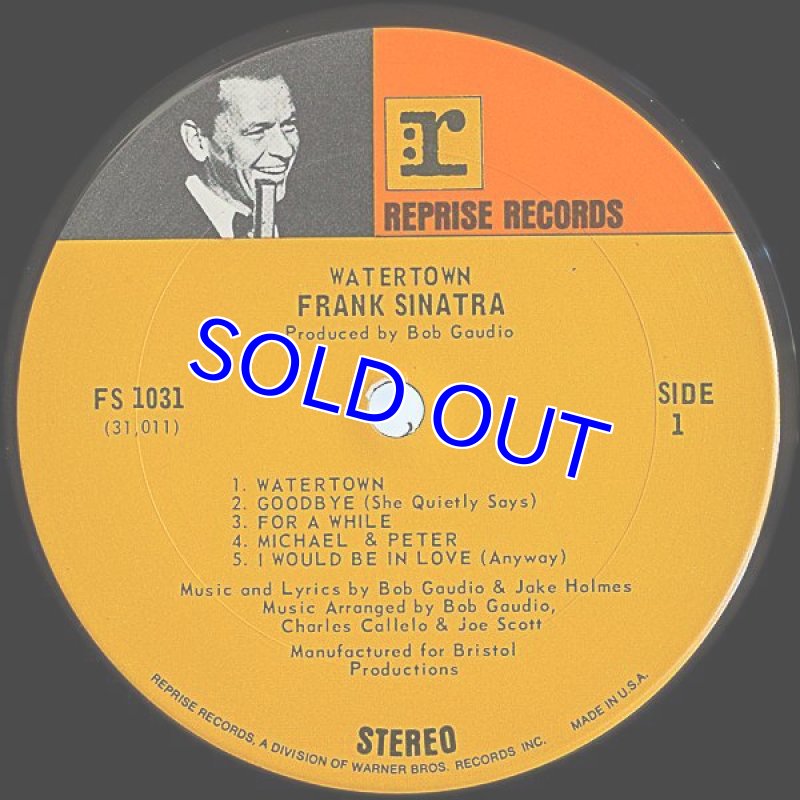 r
REPRISE RECORDS
WATERTOWN
FRANK SINATRA
Produced by Bob Gaudio
SOLD OUT
FS 1031
(31,011)
SIDE
1
1. WATERTOWN
2. GOODBYE (She Quietly Says)
3. FOR A WHILE
4. MICHAEL & PETER
5. I WOULD BE IN LOVE (Anyway)
Music and Lyrics by Bob Gaudio & Jake Holmes
Music Arranged by Bob Gaudio,
Charles Callelo & Joe Scott
Manufactured for Bristol
Productions
STEREO
REPRISE RECORDS, A DIVISION OF WARNER BROS. RECORDS INC. MADE IN U.S.A.